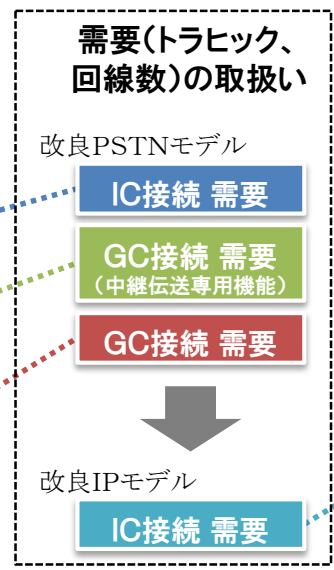 需要(トラヒック、
回線数)の取扱い
改良PSTNモデル
IC接続 需要
GC接続 需要
(中継伝送専用機能)
GC接続 需要
改良IPモデル
IC接続 需要